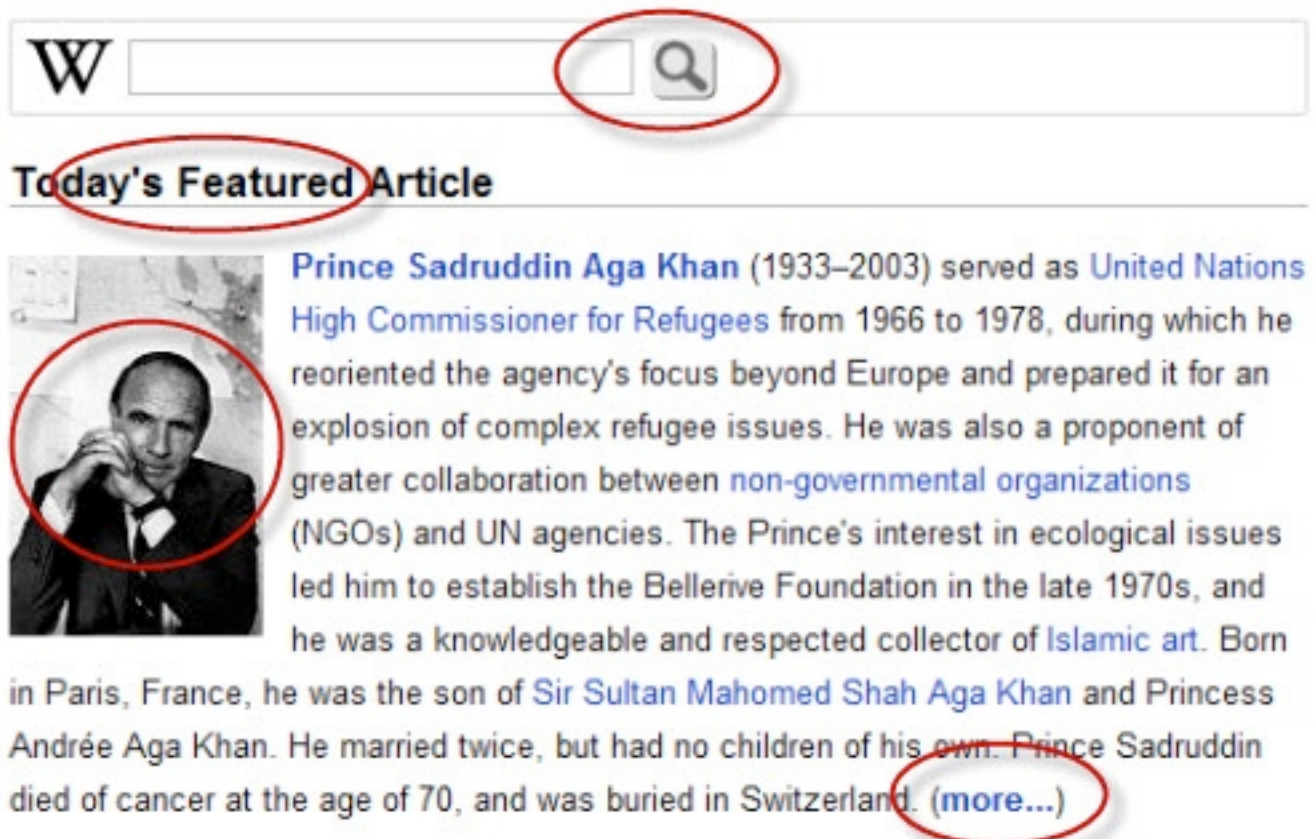 W
Today's Featured Article
Prince Sadruddin Aga Khan (1933–2003) served as United Nations
High Commissioner for Refugees from 1966 to 1978, during which he
reoriented the agency's focus beyond Europe and prepared it for an
explosion of complex refugee issues. He was also a proponent of
greater collaboration between non-governmental organizations
(NGOs) and UN agencies. The Prince's interest in ecological issues
led him to establish the Bellerive Foundation in the late 1970s, and
he was a knowledgeable and respected collector of Islamic art. Born
in Paris, France, he was the son of Sir Sultan Mahomed Shah Aga Khan and Princess
Andrée Aga Khan. He married twice, but had no children of his own. Prince Sadruddin
died of cancer at the age of 70, and was buried in Switzerland. (more...)